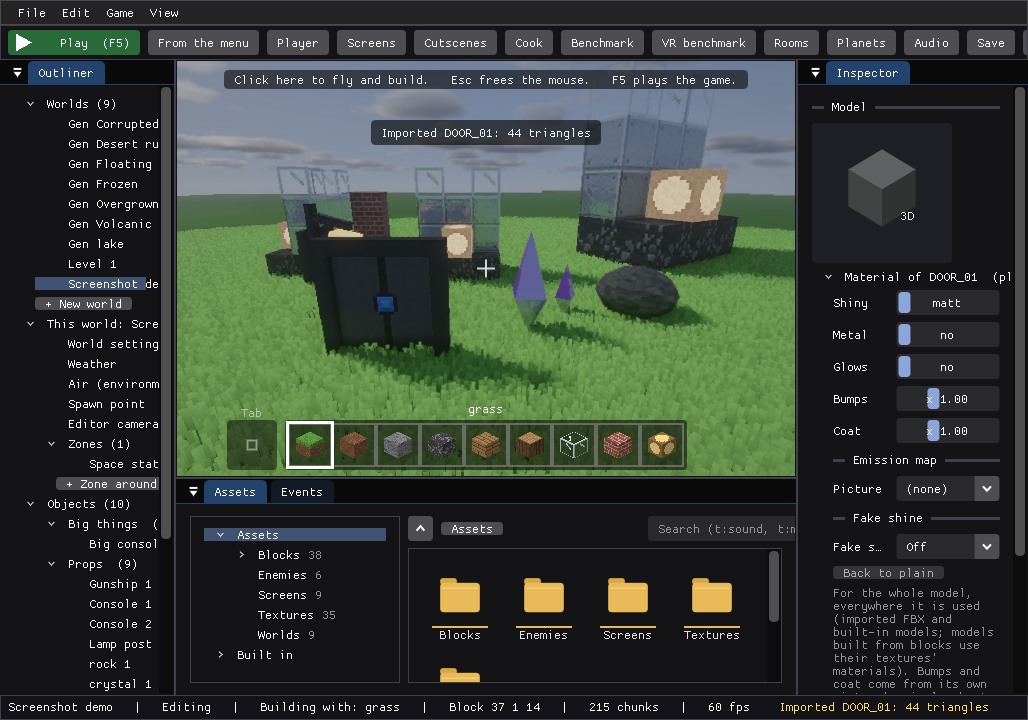 File Edit Game View
Play (F5) From the menu Player Screens Cutscenes Cook Benchmark VR benchmark Rooms Planets Audio Save
Outliner
Worlds (9)
Gen Corrupted
Gen Desert ru
Gen Floating
Gen Frozen
Gen Overgrown
Gen Volcanic
Gen lake
Level 1
Screenshot de
+ New world
This world: Scre
World setting
Weather
Air (environm
Spawn point
Editor camera
Zones (1)
Space stat
+ Zone around
Objects (10)
Big things (
Big consol
Props (9)
Gunship 1
Console 1
Console 2
Lamp post
rock 1
crystal 1
Click here to fly and build. Esc frees the mouse. F5 plays the game.
Imported DOOR_01: 44 triangles
Tab
grass
Assets Events
Assets
Blocks 38
Enemies 6
Screens 9
Textures 35
Worlds 9
Built in
Assets
Search (t:sound, t:m
Blocks Enemies Screens Textures
Inspector
Model
3D
Material of DOOR_01 (pl
Shiny matt
Metal no
Glows no
Bumps x 1.00
Coat x 1.00
Emission map
Picture (none)
Fake shine
Fake s… Off
Back to plain
For the whole model,
everywhere it is used
(imported FBX and
built-in models; models
built from blocks use
their textures'
materials). Bumps and
coat come from its own
Screenshot demo | Editing | Building with: grass | Block 37 1 14 | 215 chunks | 60 fps Imported DOOR_01: 44 triangles